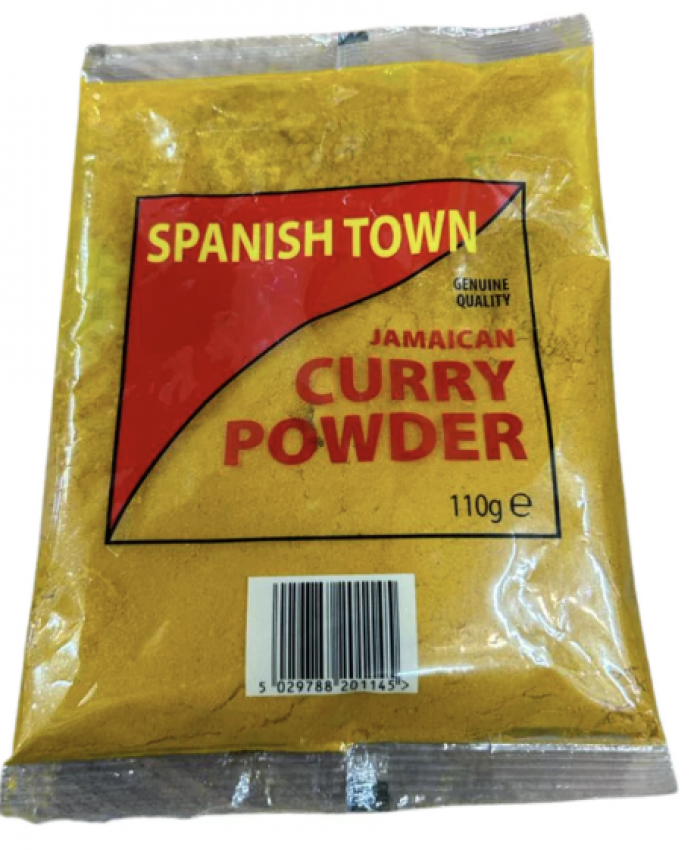 SPANISH TOWN
GENUINE
QUALITY
JAMAICAN
CURRY
POWDER
110g ℮
5 029788 201145 >